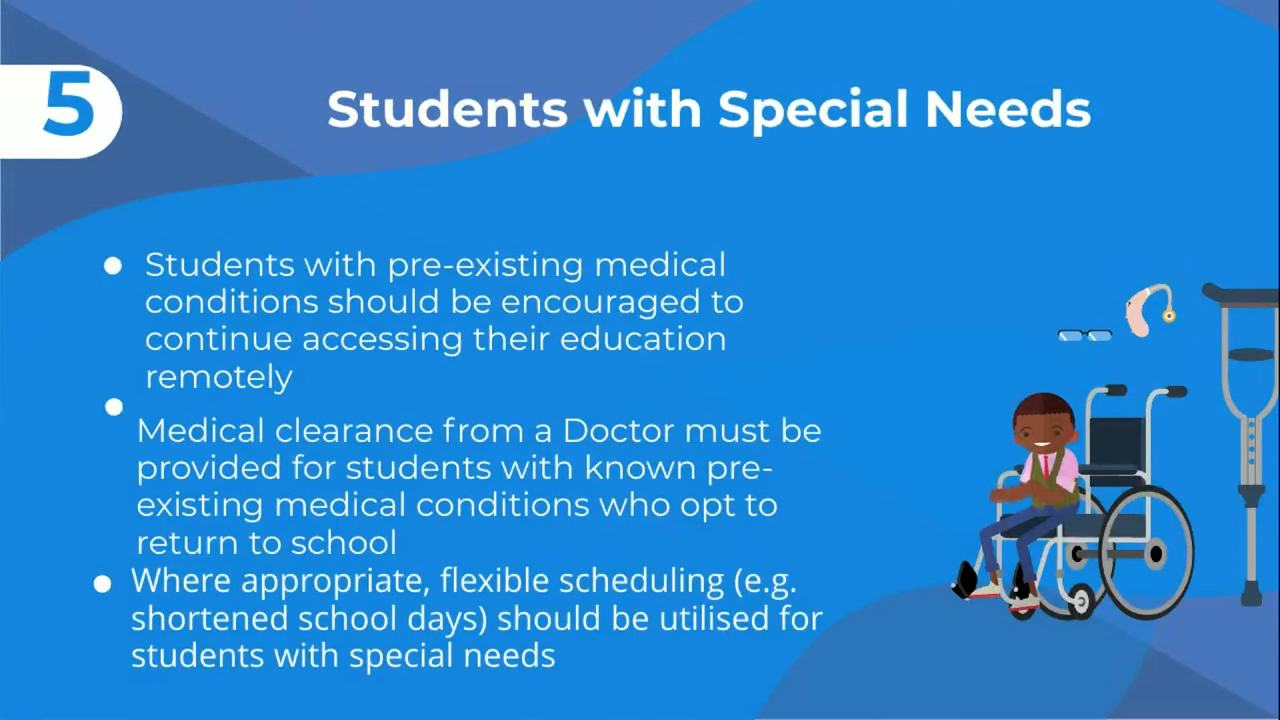 5
Students with Special Needs
● Students with pre-existing medical
conditions should be encouraged to
continue accessing their education
remotely
●
Medical clearance from a Doctor must be
provided for students with known pre-
existing medical conditions who opt to
return to school
● Where appropriate, flexible scheduling (e.g.
shortened school days) should be utilised for
students with special needs